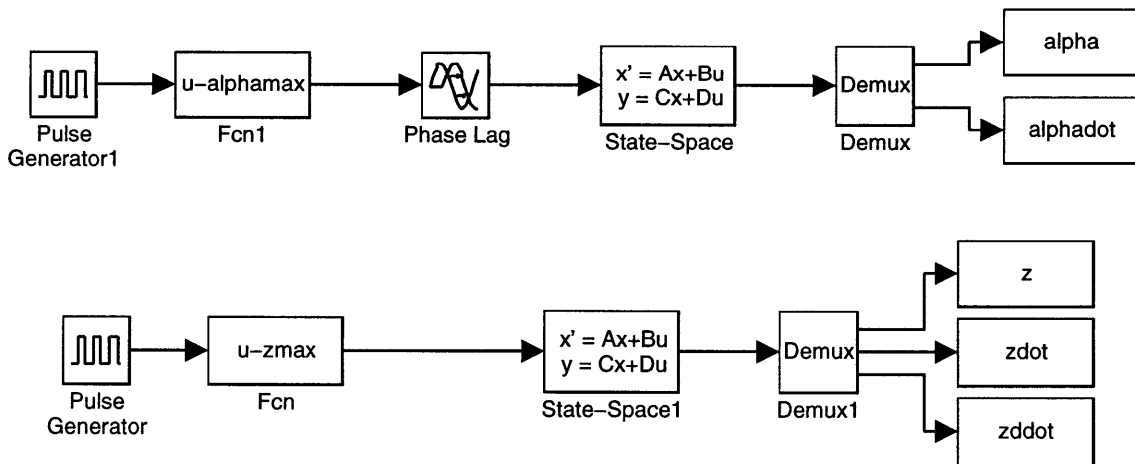 alpha
u-alphamax
x' = Ax+Bu
y = Cx+Du
Demux
Pulse
Generator1
Fcn1
Phase Lag
State-Space
Demux
alphadot
z
u-zmax
x' = Ax+Bu
y = Cx+Du
Demux
zdot
Pulse
Generator
Fcn
State-Space1
Demux1
zddot